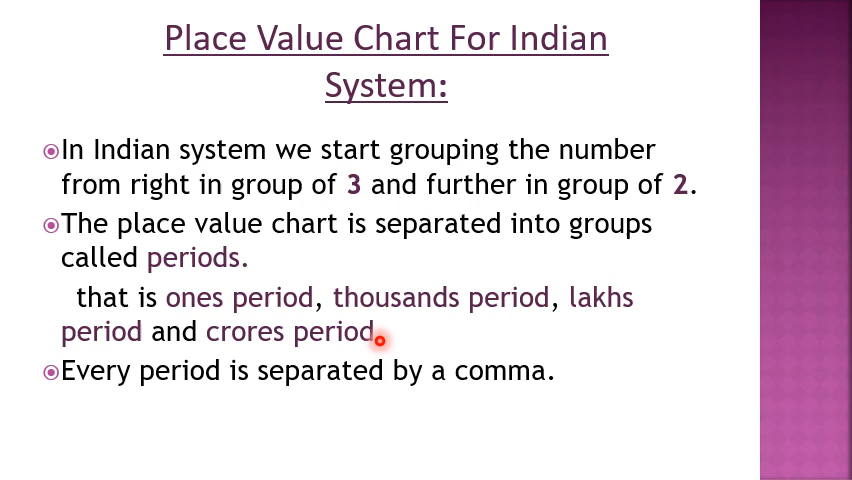 Place Value Chart For Indian
System:
In Indian system we start grouping the number
from right in group of 3 and further in group of 2.
The place value chart is separated into groups
called periods.
that is ones period, thousands period, lakhs
period and crores period.
Every period is separated by a comma.